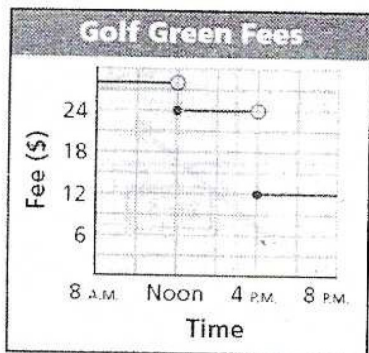 Golf Green Fees
Fee ($)
24
18
12
6
8 A.M. Noon 4 P.M. 8 P.M.
Time